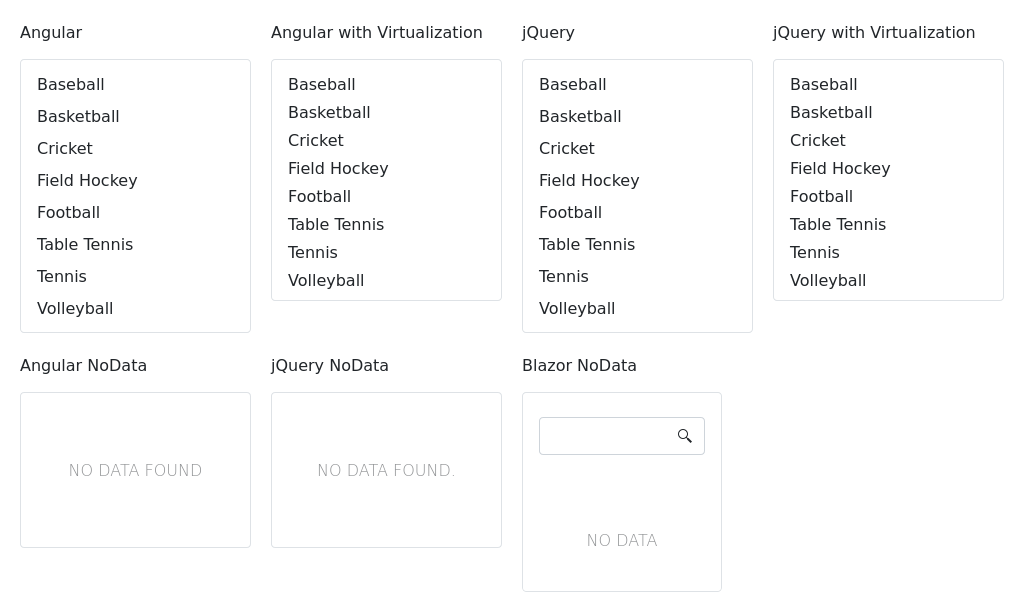 Angular
Baseball
Basketball
Cricket
Field Hockey
Football
Table Tennis
Tennis
Volleyball
Angular with Virtualization
Baseball
Basketball
Cricket
Field Hockey
Football
Table Tennis
Tennis
Volleyball
jQuery
Baseball
Basketball
Cricket
Field Hockey
Football
Table Tennis
Tennis
Volleyball
jQuery with Virtualization
Baseball
Basketball
Cricket
Field Hockey
Football
Table Tennis
Tennis
Volleyball
Angular NoData
NO DATA FOUND
jQuery NoData
NO DATA FOUND.
Blazor NoData
NO DATA